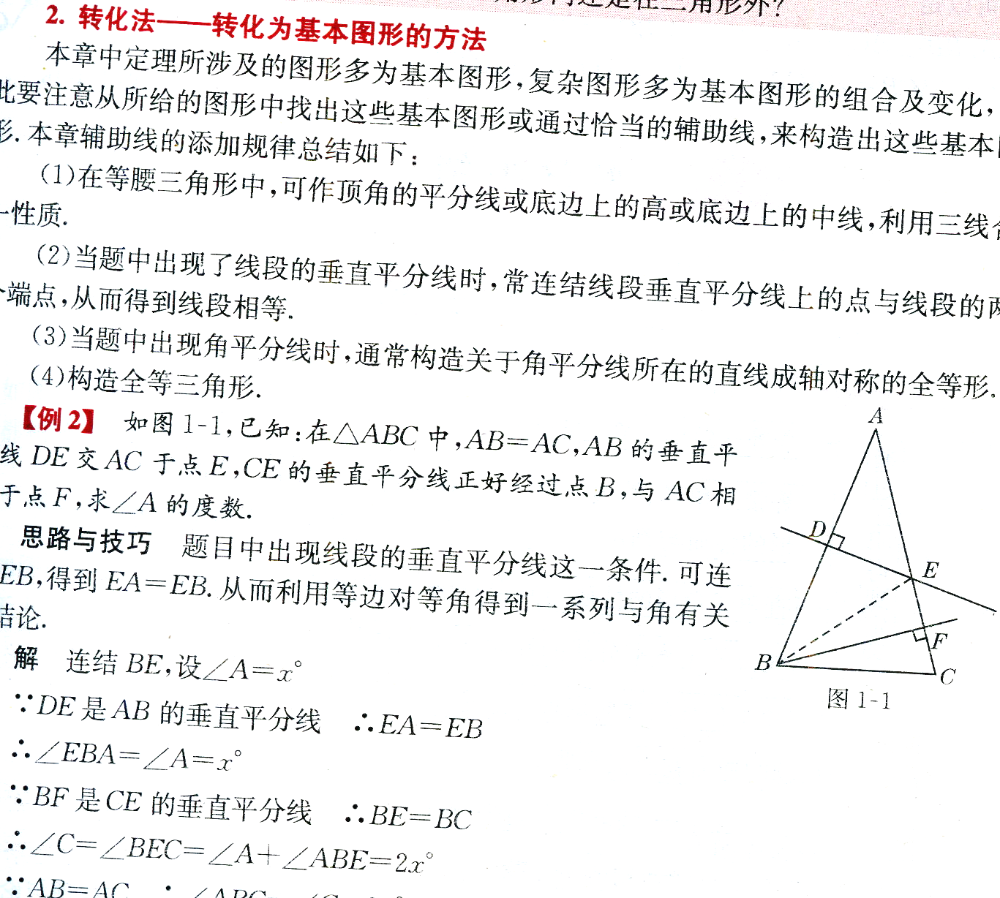 角形内还是在三角形外?
2. 转化法——转化为基本图形的方法
本章中定理所涉及的图形多为基本图形,复杂图形多为基本图形的组合及变化,
此要注意从所给的图形中找出这些基本图形或通过恰当的辅助线,来构造出这些基本
形. 本章辅助线的添加规律总结如下:
(1)在等腰三角形中,可作顶角的平分线或底边上的高或底边上的中线,利用三线合
一性质.
(2)当题中出现了线段的垂直平分线时,常连结线段垂直平分线上的点与线段的两
个端点,从而得到线段相等.
(3)当题中出现角平分线时,通常构造关于角平分线所在的直线成轴对称的全等形.
(4)构造全等三角形.
【例2】 如图 1-1,已知:在△ABC 中,AB=AC,AB 的垂直平
线 DE 交 AC 于点 E,CE 的垂直平分线正好经过点 B,与 AC 相
于点 F,求∠A 的度数.
思路与技巧 题目中出现线段的垂直平分线这一条件. 可连
EB,得到 EA=EB. 从而利用等边对等角得到一系列与角有关
结论.
解 连结 BE,设∠A=x°
∵DE 是 AB 的垂直平分线 ∴EA=EB
∴∠EBA=∠A=x°
∵BF 是 CE 的垂直平分线 ∴BE=BC
∴∠C=∠BEC=∠A+∠ABE=2x°
∵AB=AC
A
D
E
F
B
C
图 1-1